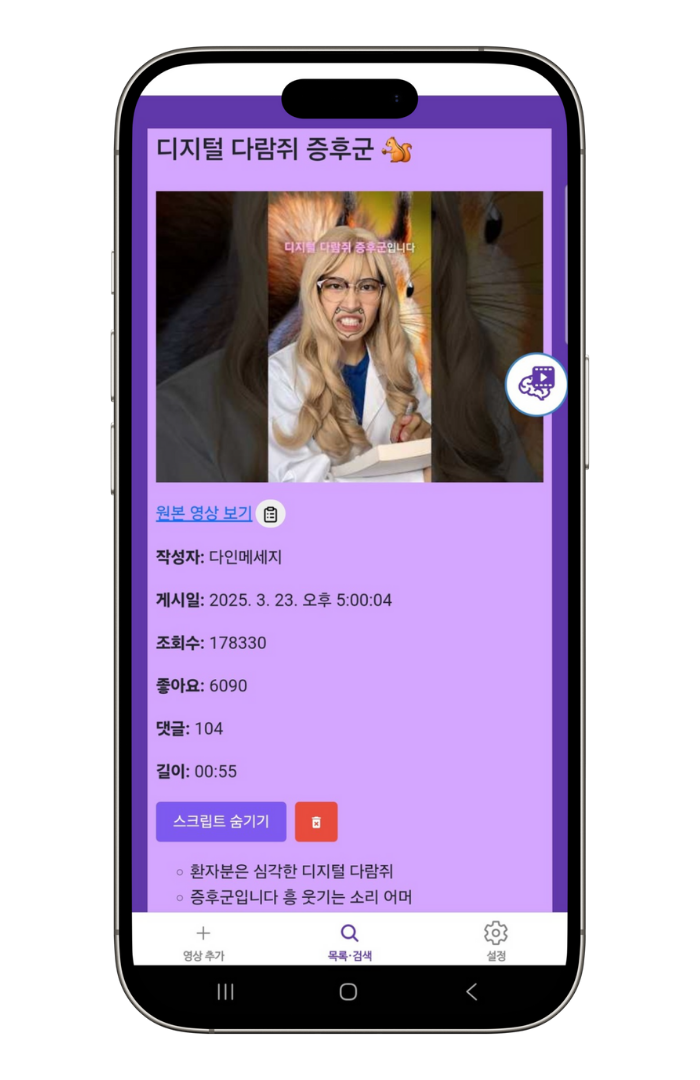 디지털 다람쥐 증후군 🐿️
디지털 다람쥐 증후군입니다
원본 영상 보기
작성자: 다인메세지
게시일: 2025. 3. 23. 오후 5:00:04
조회수: 178330
좋아요: 6090
댓글: 104
길이: 00:55
스크립트 숨기기
환자분은 심각한 디지털 다람쥐
증후군입니다 흥 웃기는 소리 어머
영상 추가
목록·검색
설정